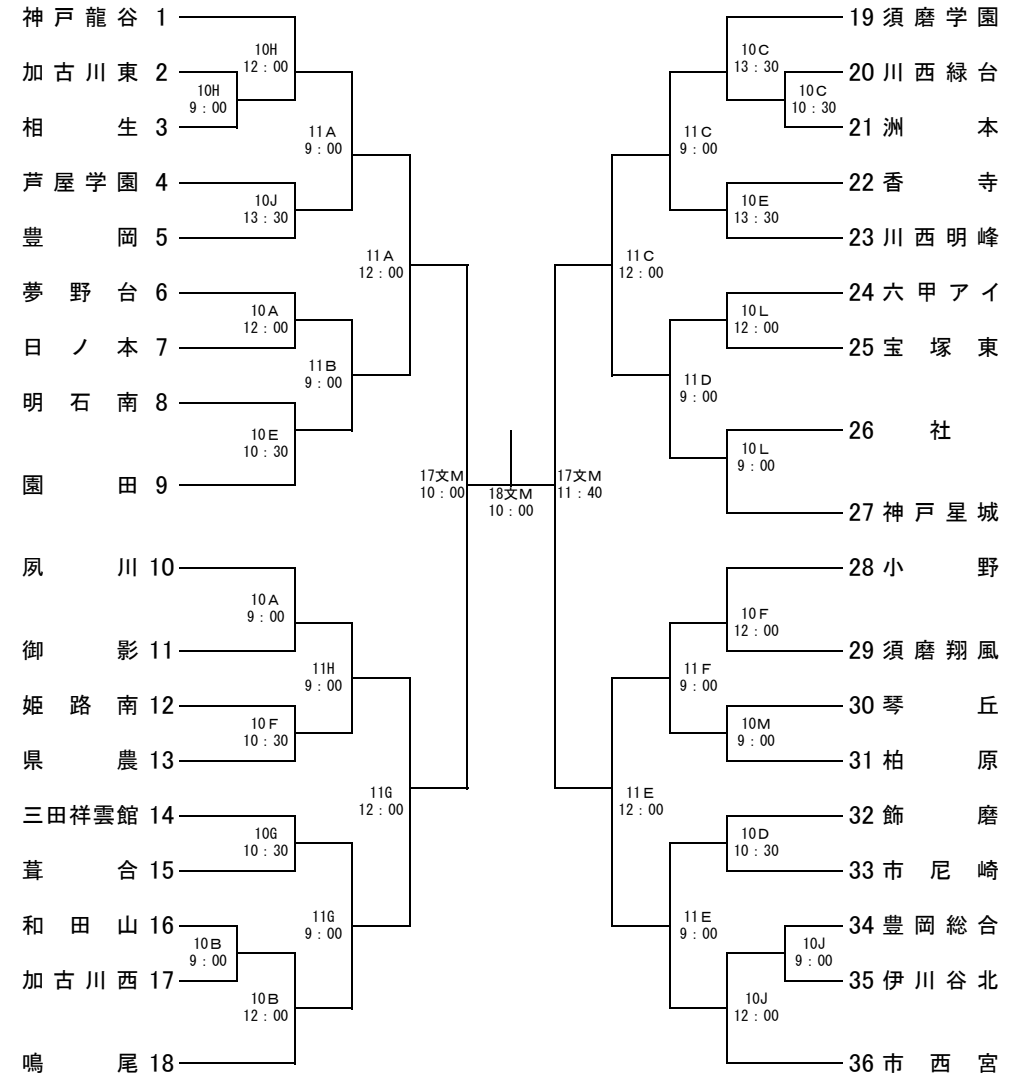 神戸龍谷 1
加古川東 2
相生 3
芦屋学園 4
豊岡 5
夢野台 6
日ノ本 7
明石南 8
園田 9
夙川 10
御影 11
姫路南 12
県農 13
三田祥雲館 14
葺合 15
和田山 16
加古川西 17
鳴尾 18
10H
9：00
10H
12：00
10J
13：30
10A
12：00
10E
10：30
10A
9：00
10F
10：30
10G
10：30
10B
9：00
10B
12：00
11A
9：00
11B
9：00
11H
9：00
11G
9：00
11A
12：00
11G
12：00
17文M
10：00
18文M
10：00
17文M
11：40
11C
12：00
11E
12：00
11C
9：00
11D
9：00
11F
9：00
11E
9：00
10C
13：30
10C
10：30
10E
13：30
10L
12：00
10L
9：00
10F
12：00
10M
9：00
10D
10：30
10J
9：00
10J
12：00
19 須磨学園
20 川西緑台
21 洲本
22 香寺
23 川西明峰
24 六甲アイ
25 宝塚東
26 社
27 神戸星城
28 小野
29 須磨翔風
30 琴丘
31 柏原
32 飾磨
33 市尼崎
34 豊岡総合
35 伊川谷北
36 市西宮